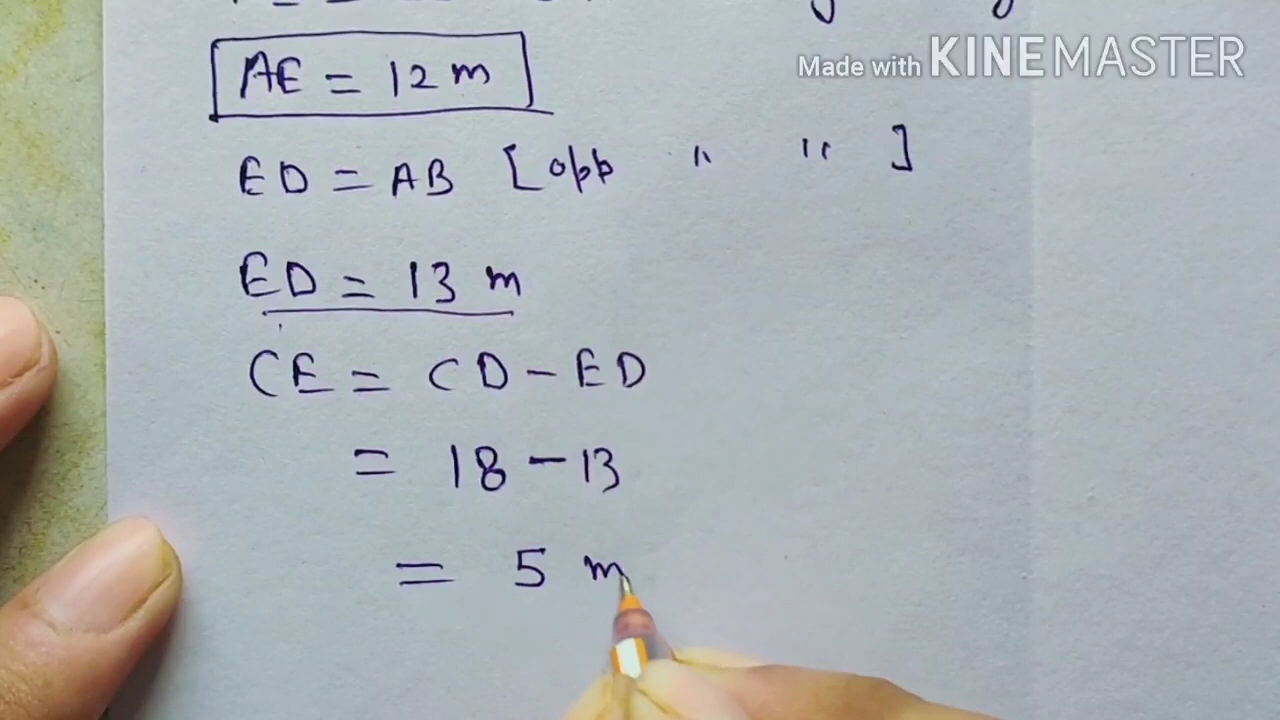 Made with KINEMASTER
AE = 12 m
ED = AB [opp " " ]
ED = 13 m
CE = CD - ED
= 18 - 13
= 5 m